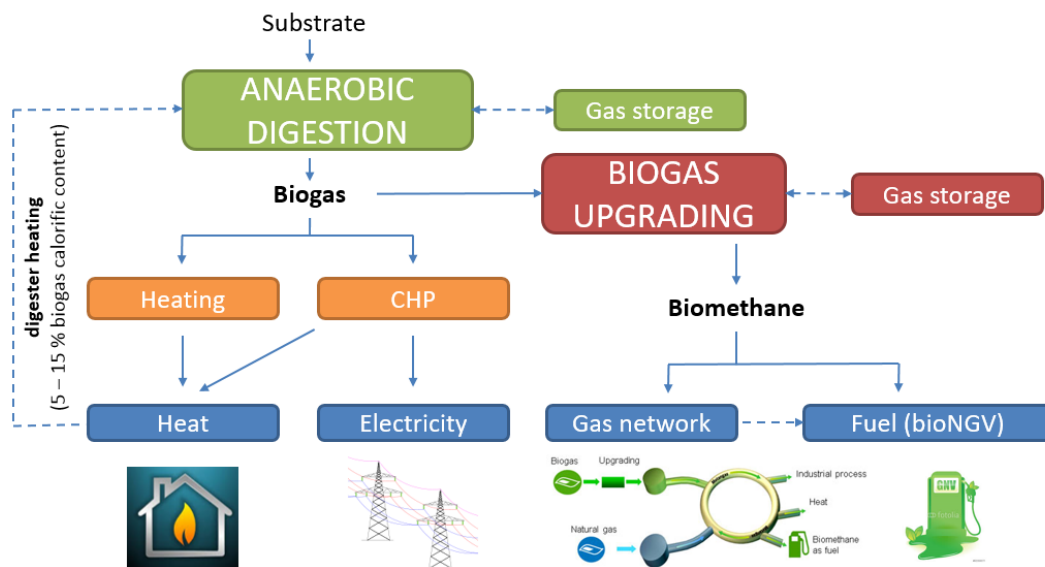 Substrate
ANAEROBIC
DIGESTION
Gas storage
digester heating
(5 – 15 % biogas calorific content)
Biogas
BIOGAS
UPGRADING
Gas storage
Heating
CHP
Biomethane
Heat
Electricity
Gas network
Fuel (bioNGV)
Biogas
Upgrading
Industrial process
Heat
Natural gas
Biomethane
as fuel
GNV